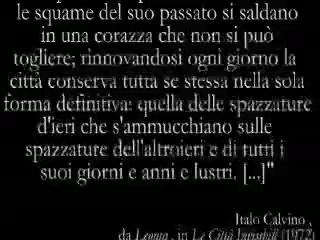 le squame del suo passato si saldano
in una corazza che non si può
togliere; rinnovandosi ogni giorno la
città conserva tutta se stessa nella sola
forma definitiva: quella delle spazzature
d'ieri che s'ammucchiano sulle
spazzature dell'altroieri e di tutti i
suoi giorni e anni e lustri. [...]"
Italo Calvino ,
da Leonia , in Le Città Invisibili (1972)